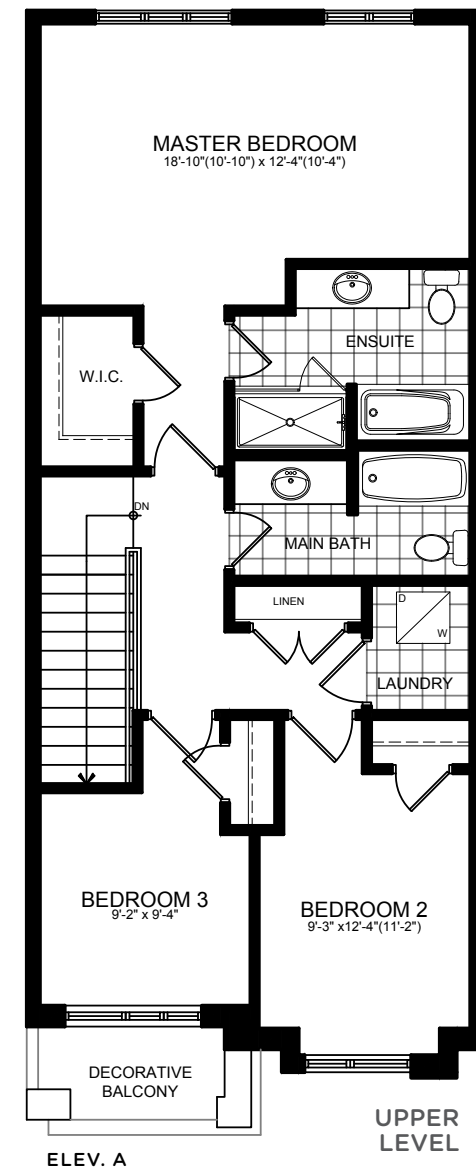 MASTER BEDROOM
18'-10"(10'-10") x 12'-4"(10'-4")
ENSUITE
W.I.C.
DN
MAIN BATH
LINEN
D
W
LAUNDRY
BEDROOM 3
9'-2" x 9'-4"
BEDROOM 2
9'-3" x12'-4"(11'-2")
DECORATIVE
BALCONY
UPPER
LEVEL
ELEV. A